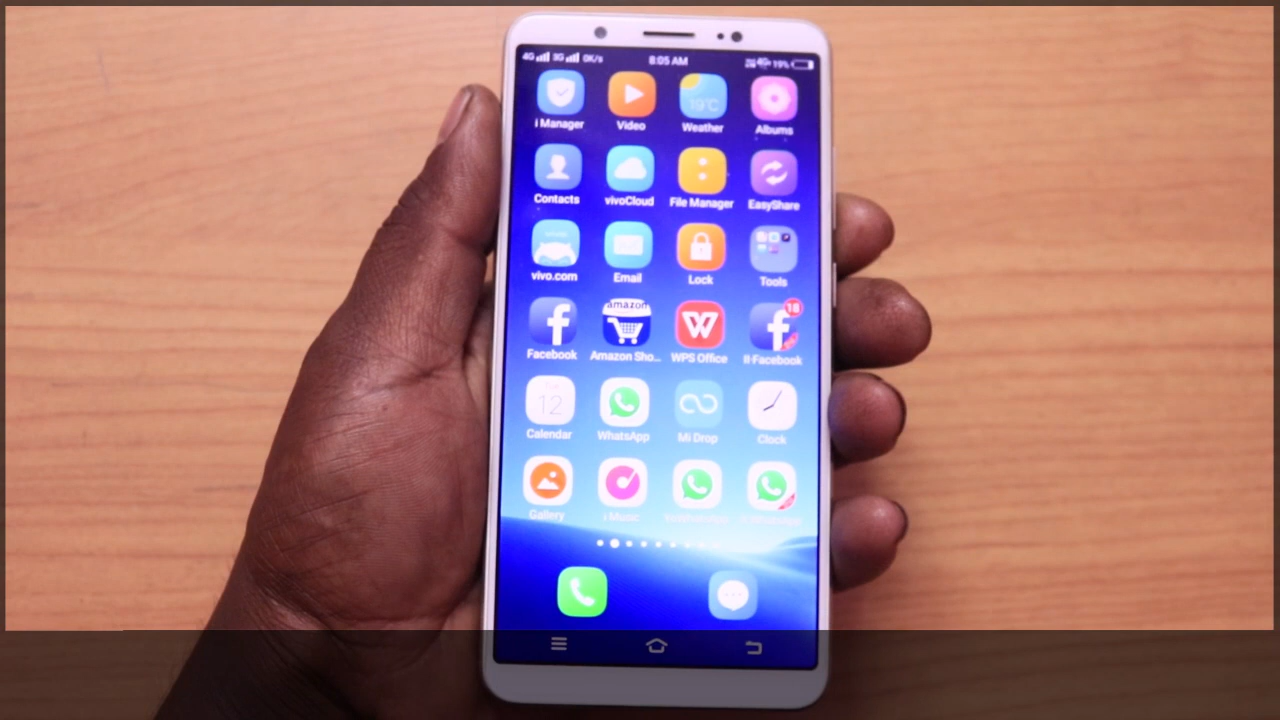 4G 3G 0K/s 8:05 AM 4G 19%
19°C
i Manager Video Weather Albums
Contacts vivoCloud File Manager EasyShare
vivo.com Email Lock Tools
amazon 18
Facebook Amazon Sho... WPS Office II·Facebook
12
Calendar WhatsApp Mi Drop Clock
Gallery i Music